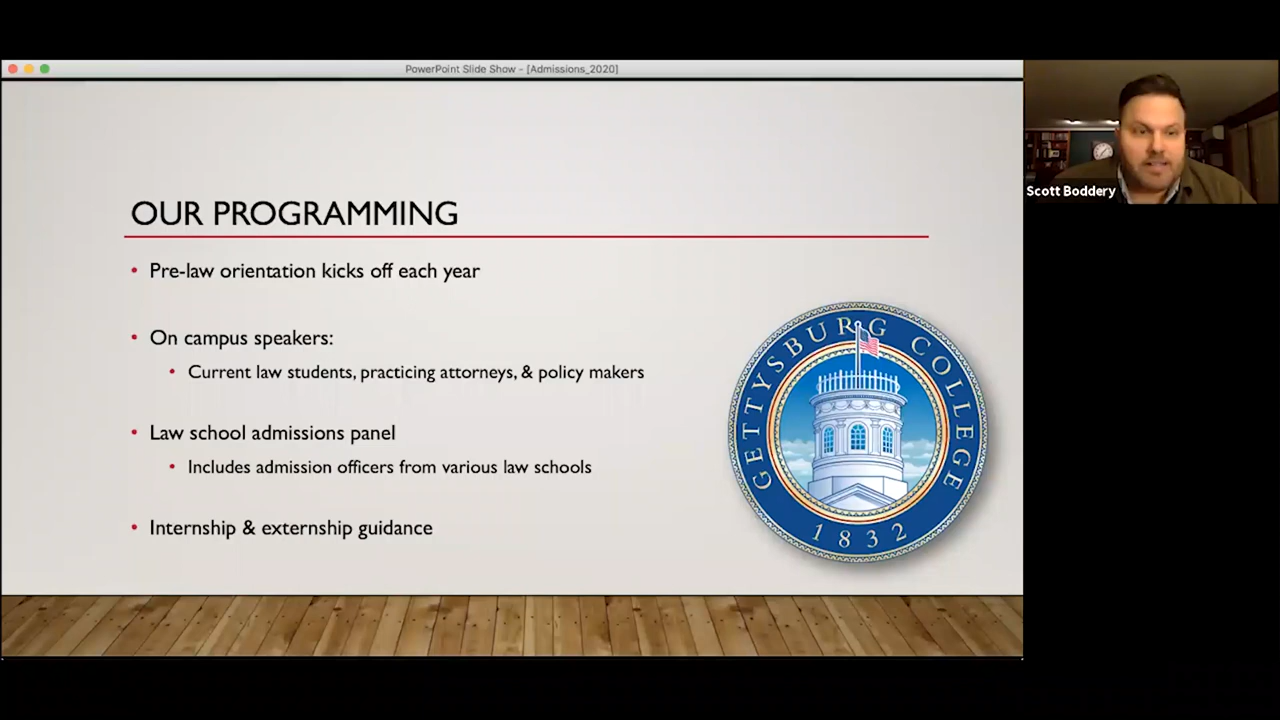 PowerPoint Slide Show - [Admissions_2020]
OUR PROGRAMMING
• Pre-law orientation kicks off each year
• On campus speakers:
• Current law students, practicing attorneys, & policy makers
• Law school admissions panel
• Includes admission officers from various law schools
• Internship & externship guidance
GETTYSBURG COLLEGE
1832
Scott Boddery